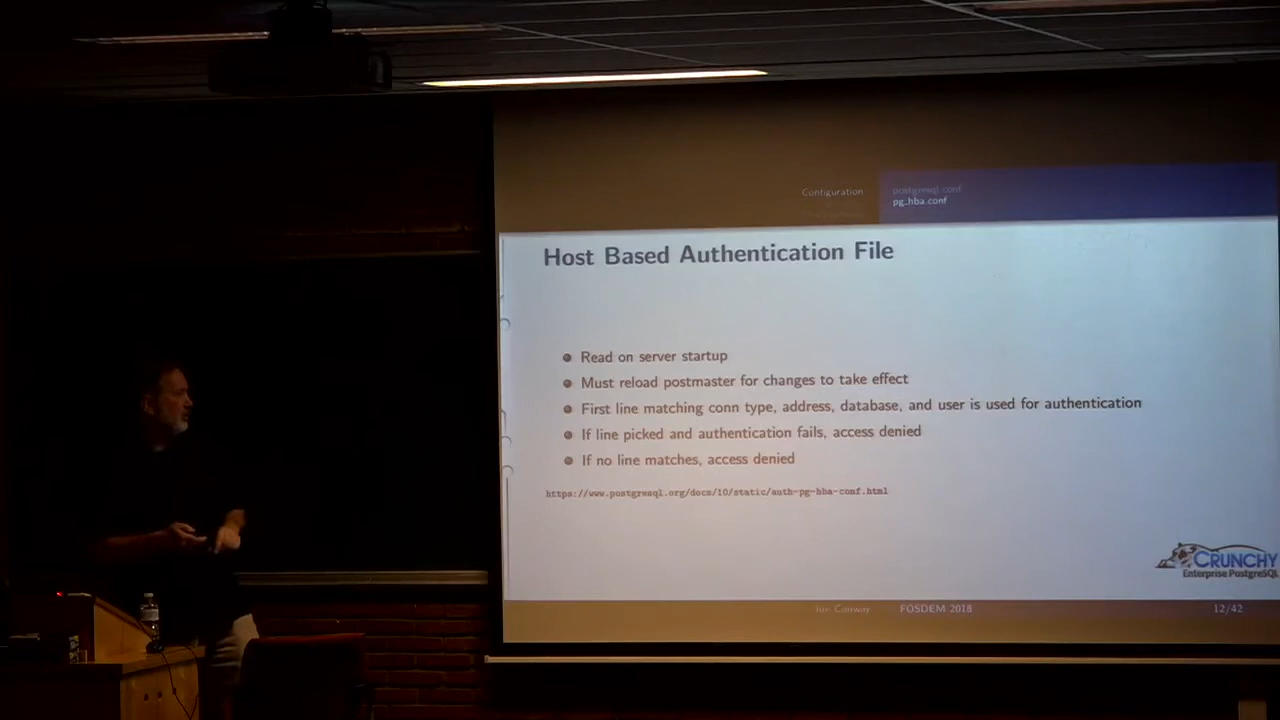 Configuration
postgresql.conf
pg_hba.conf
Host Based Authentication File
Read on server startup
Must reload postmaster for changes to take effect
First line matching conn type, address, database, and user is used for authentication
If line picked and authentication fails, access denied
If no line matches, access denied
https://www.postgresql.org/docs/10/static/auth-pg-hba-conf.html
CRUNCHY
Enterprise PostgreSQL
Conway
FOSDEM 2018
12/42